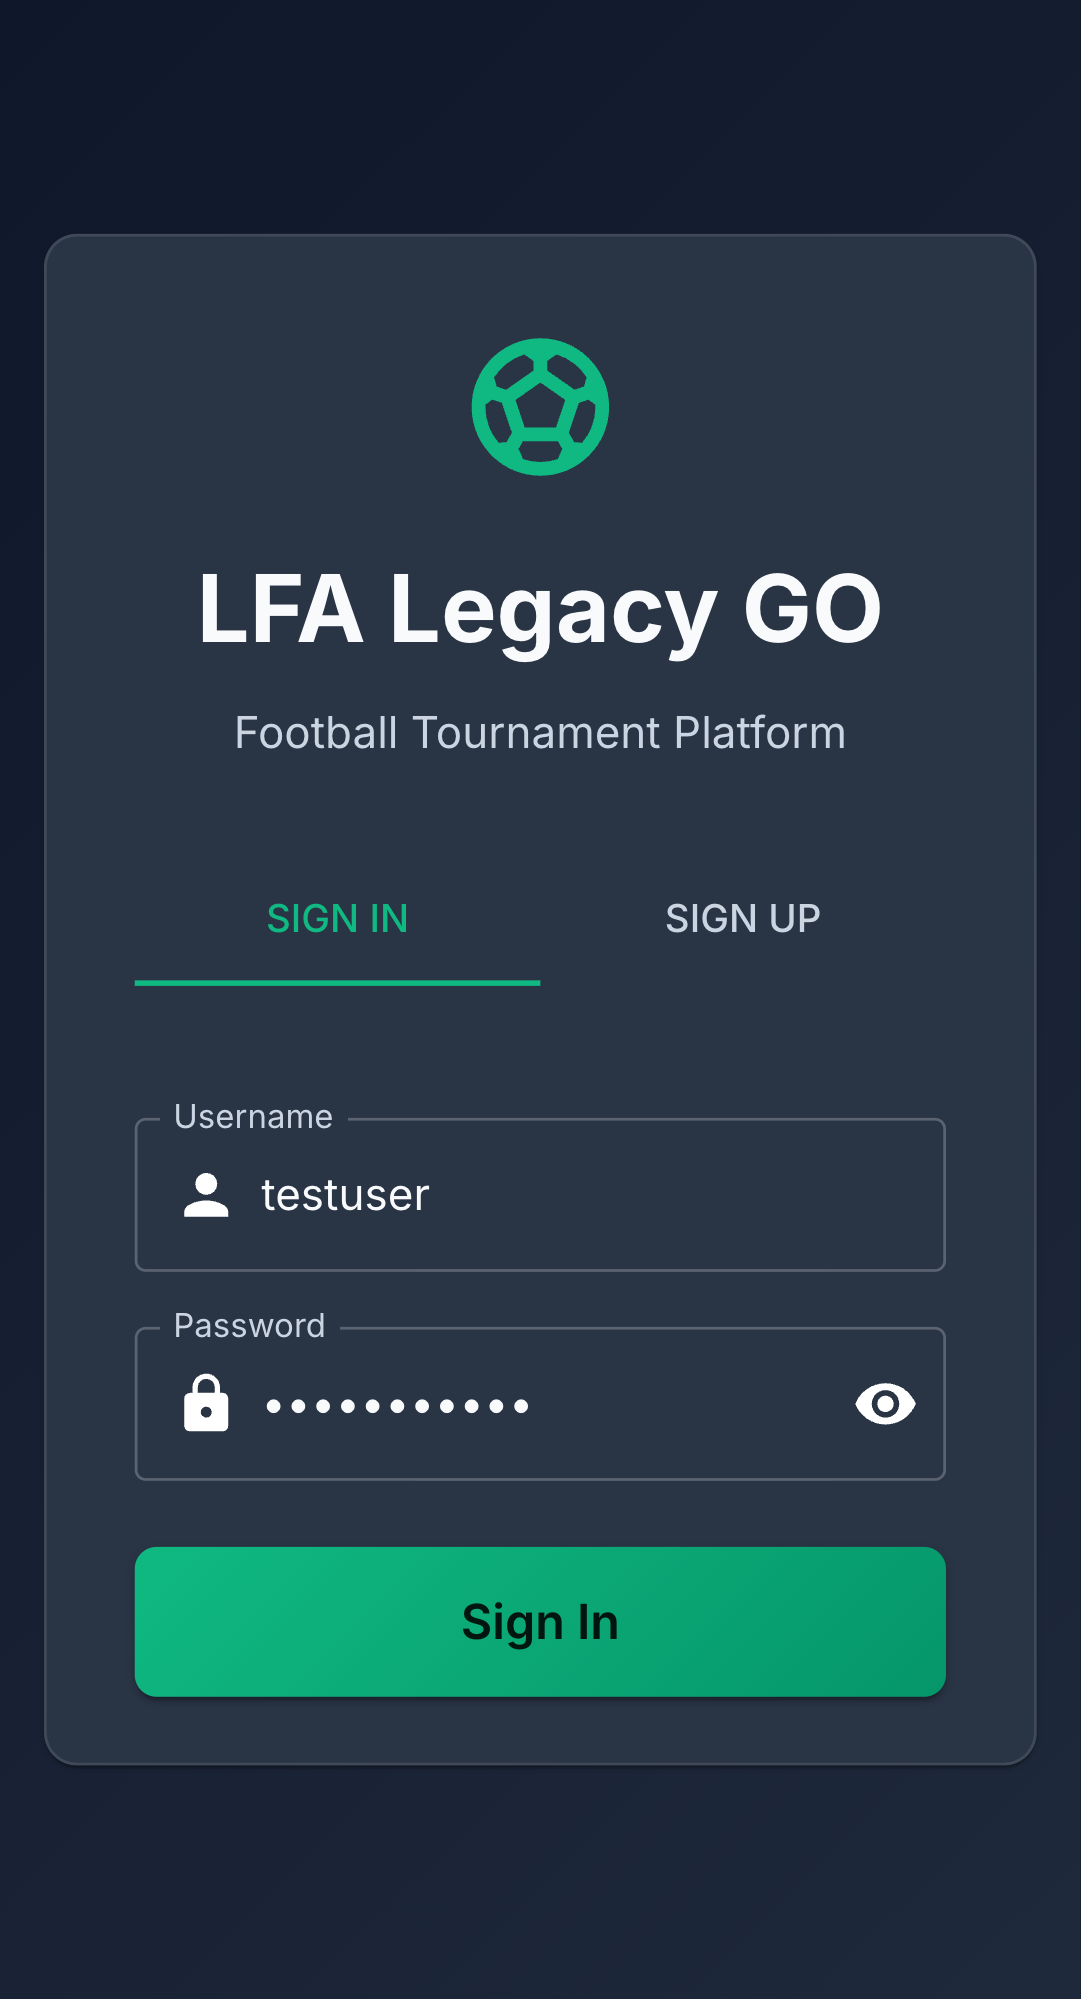 LFA Legacy GO
Football Tournament Platform
SIGN IN SIGN UP
Username
testuser
Password
•••••••••••
Sign In